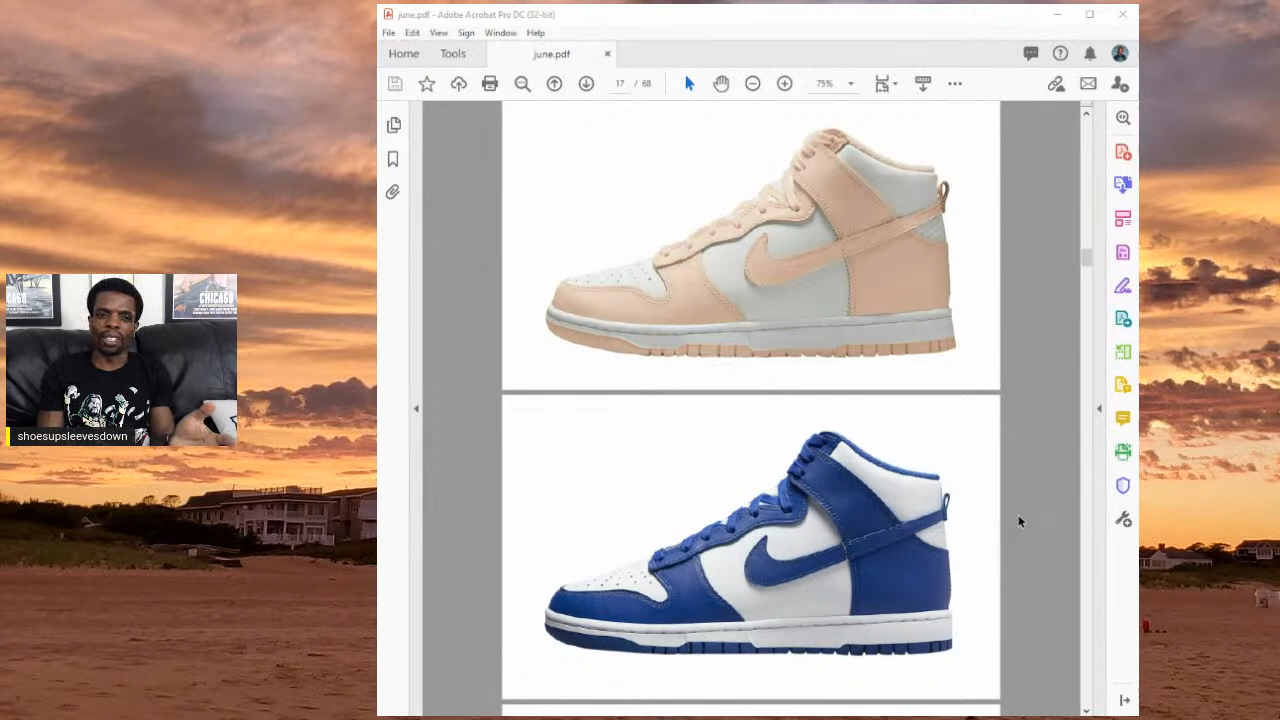 june.pdf - Adobe Acrobat Pro DC (32-bit)
File Edit View Sign Window Help
Home Tools june.pdf
17 / 68 75%
CHICAGO
shoesupsleevesdown